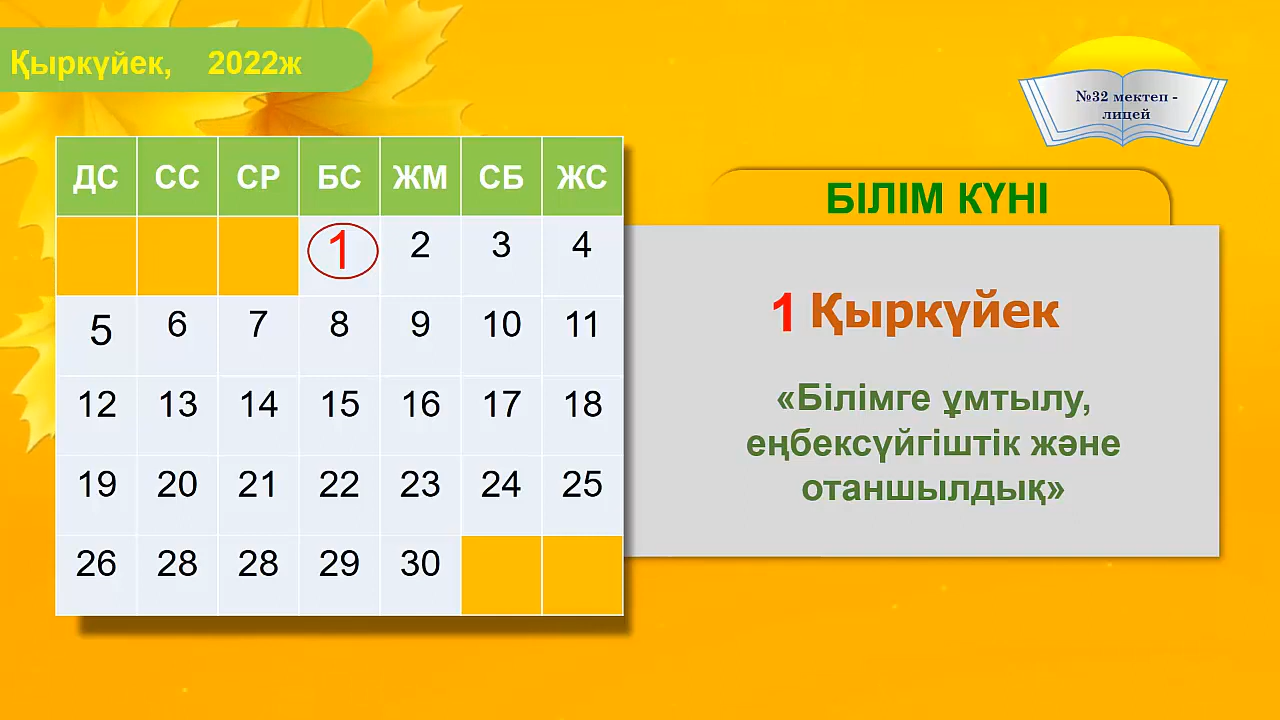 Қыркүйек, 2022ж
№32 мектеп -
лицей
ДС СС СР БС ЖМ СБ ЖС
1 2 3 4
5 6 7 8 9 10 11
12 13 14 15 16 17 18
19 20 21 22 23 24 25
26 28 28 29 30
БІЛІМ КҮНІ
1 Қыркүйек
«Білімге ұмтылу,
еңбексүйгіштік және
отаншылдық»